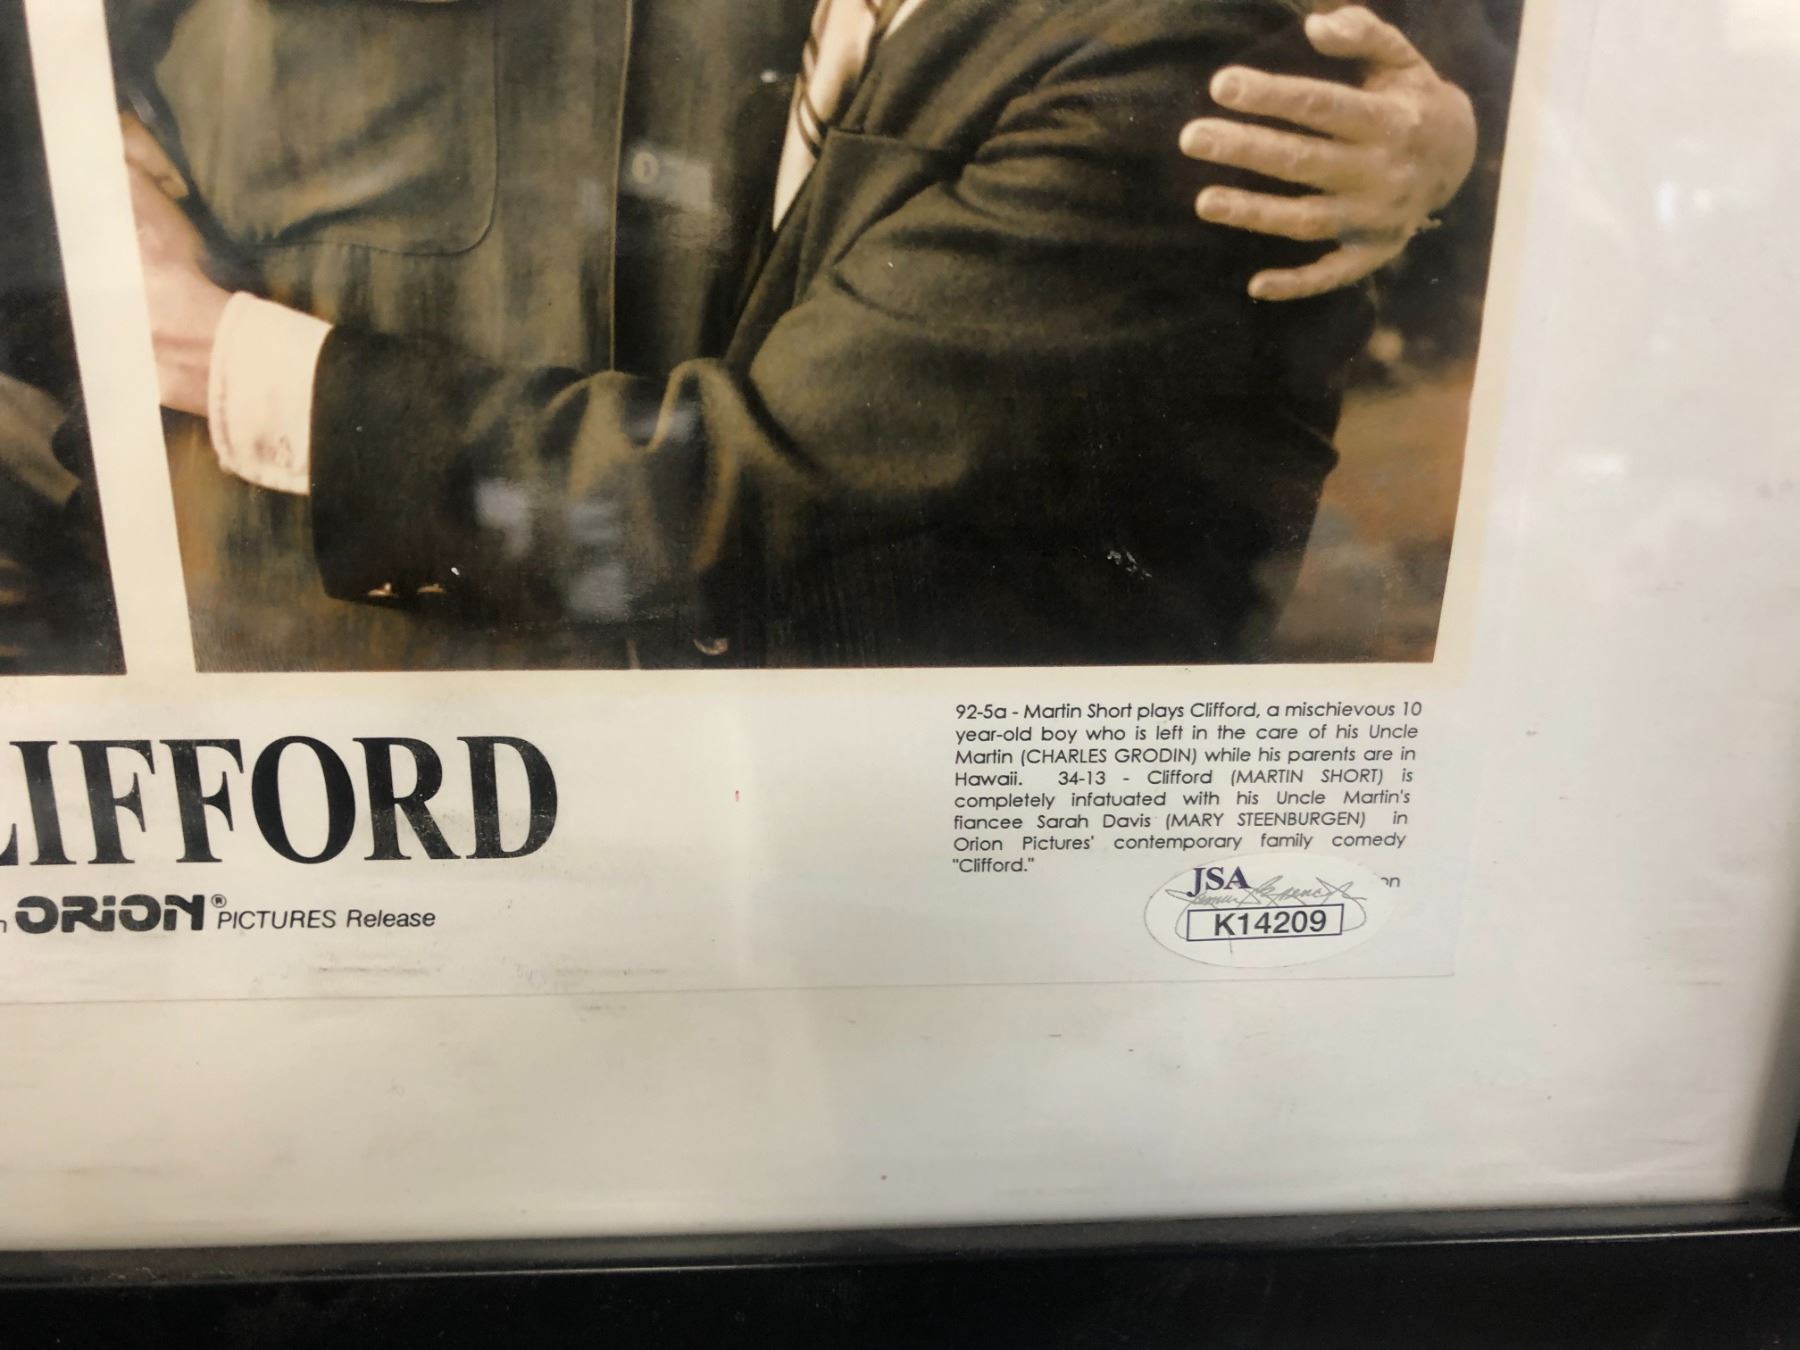 LIFFORD
ORION® PICTURES Release
92-5a - Martin Short plays Clifford, a mischievous 10
year-old boy who is left in the care of his Uncle
Martin (CHARLES GRODIN) while his parents are in
Hawaii. 34-13 - Clifford (MARTIN SHORT) is
completely infatuated with his Uncle Martin's
fiancee Sarah Davis (MARY STEENBURGEN) in
Orion Pictures' contemporary family comedy
"Clifford."
on
JSA
K14209